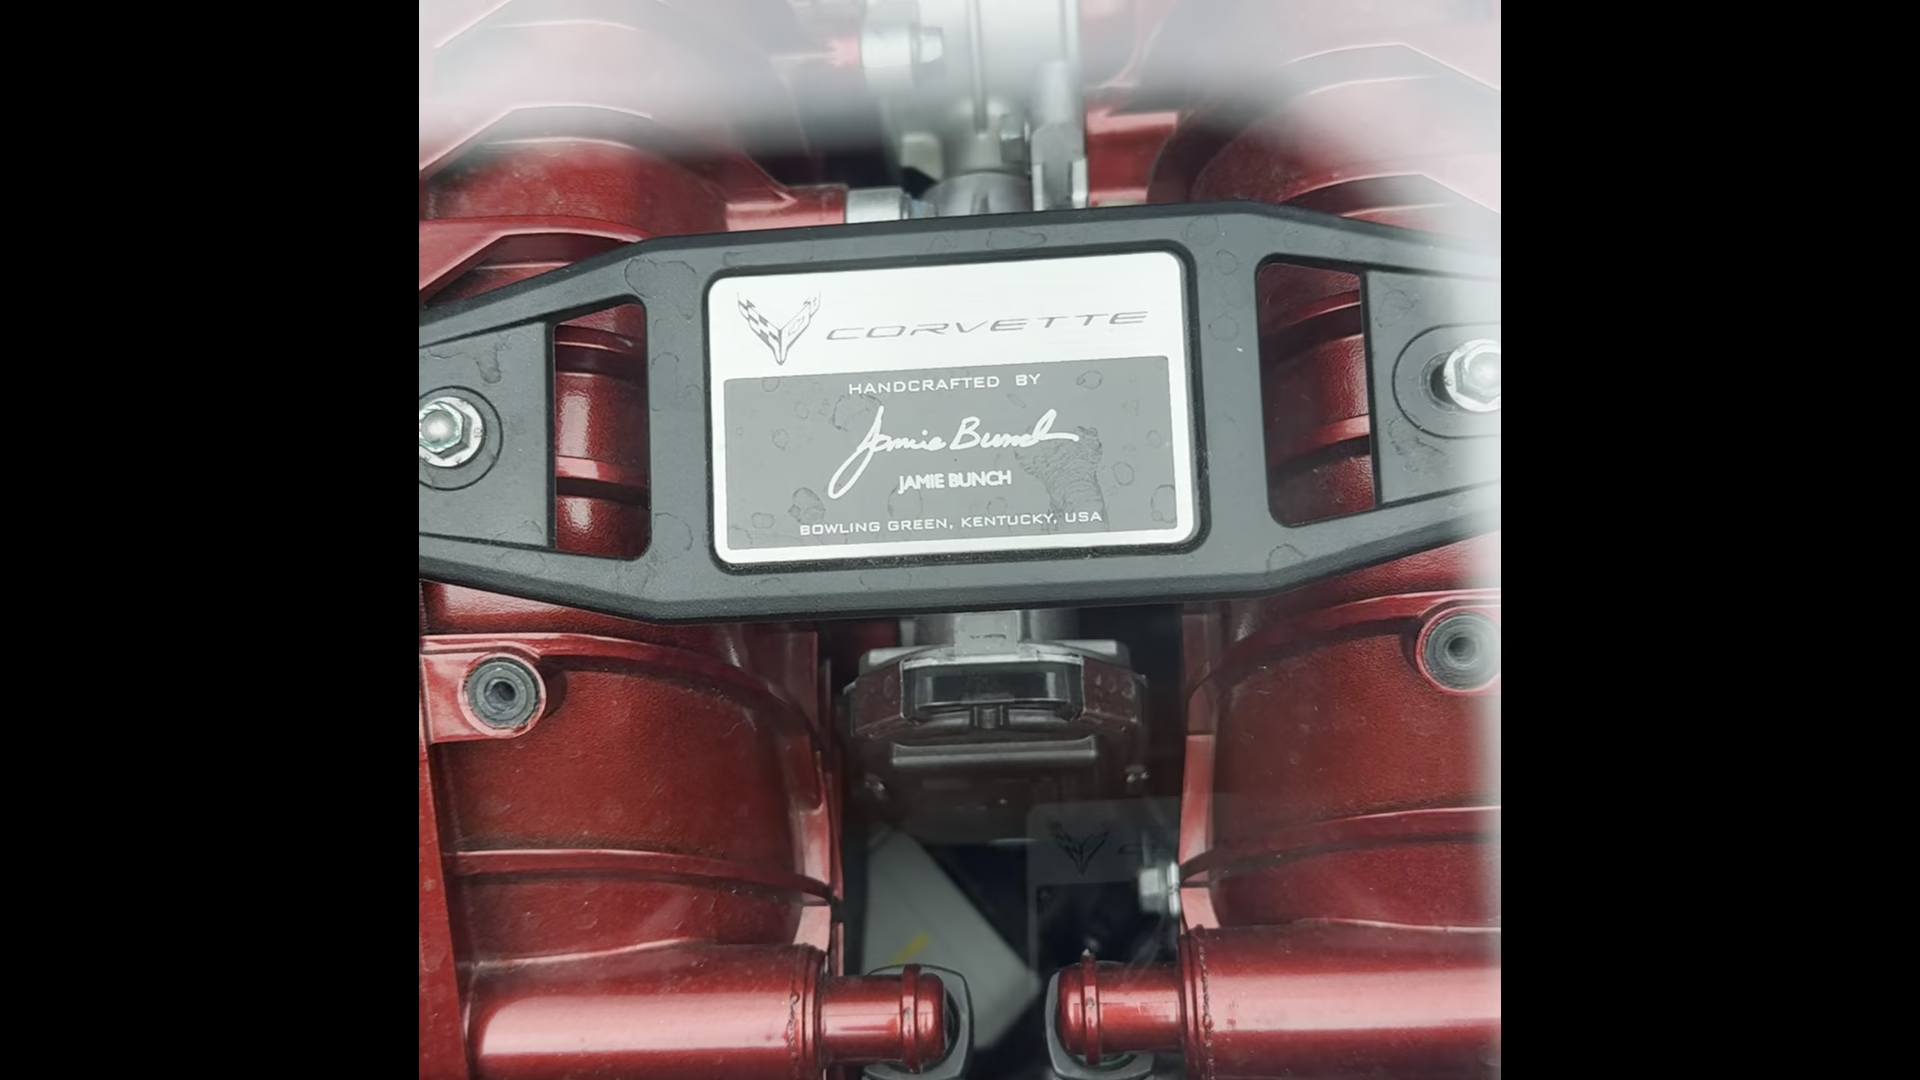 CORVETTE
HANDCRAFTED BY
Jamie Bunch
JAMIE BUNCH
BOWLING GREEN, KENTUCKY, USA